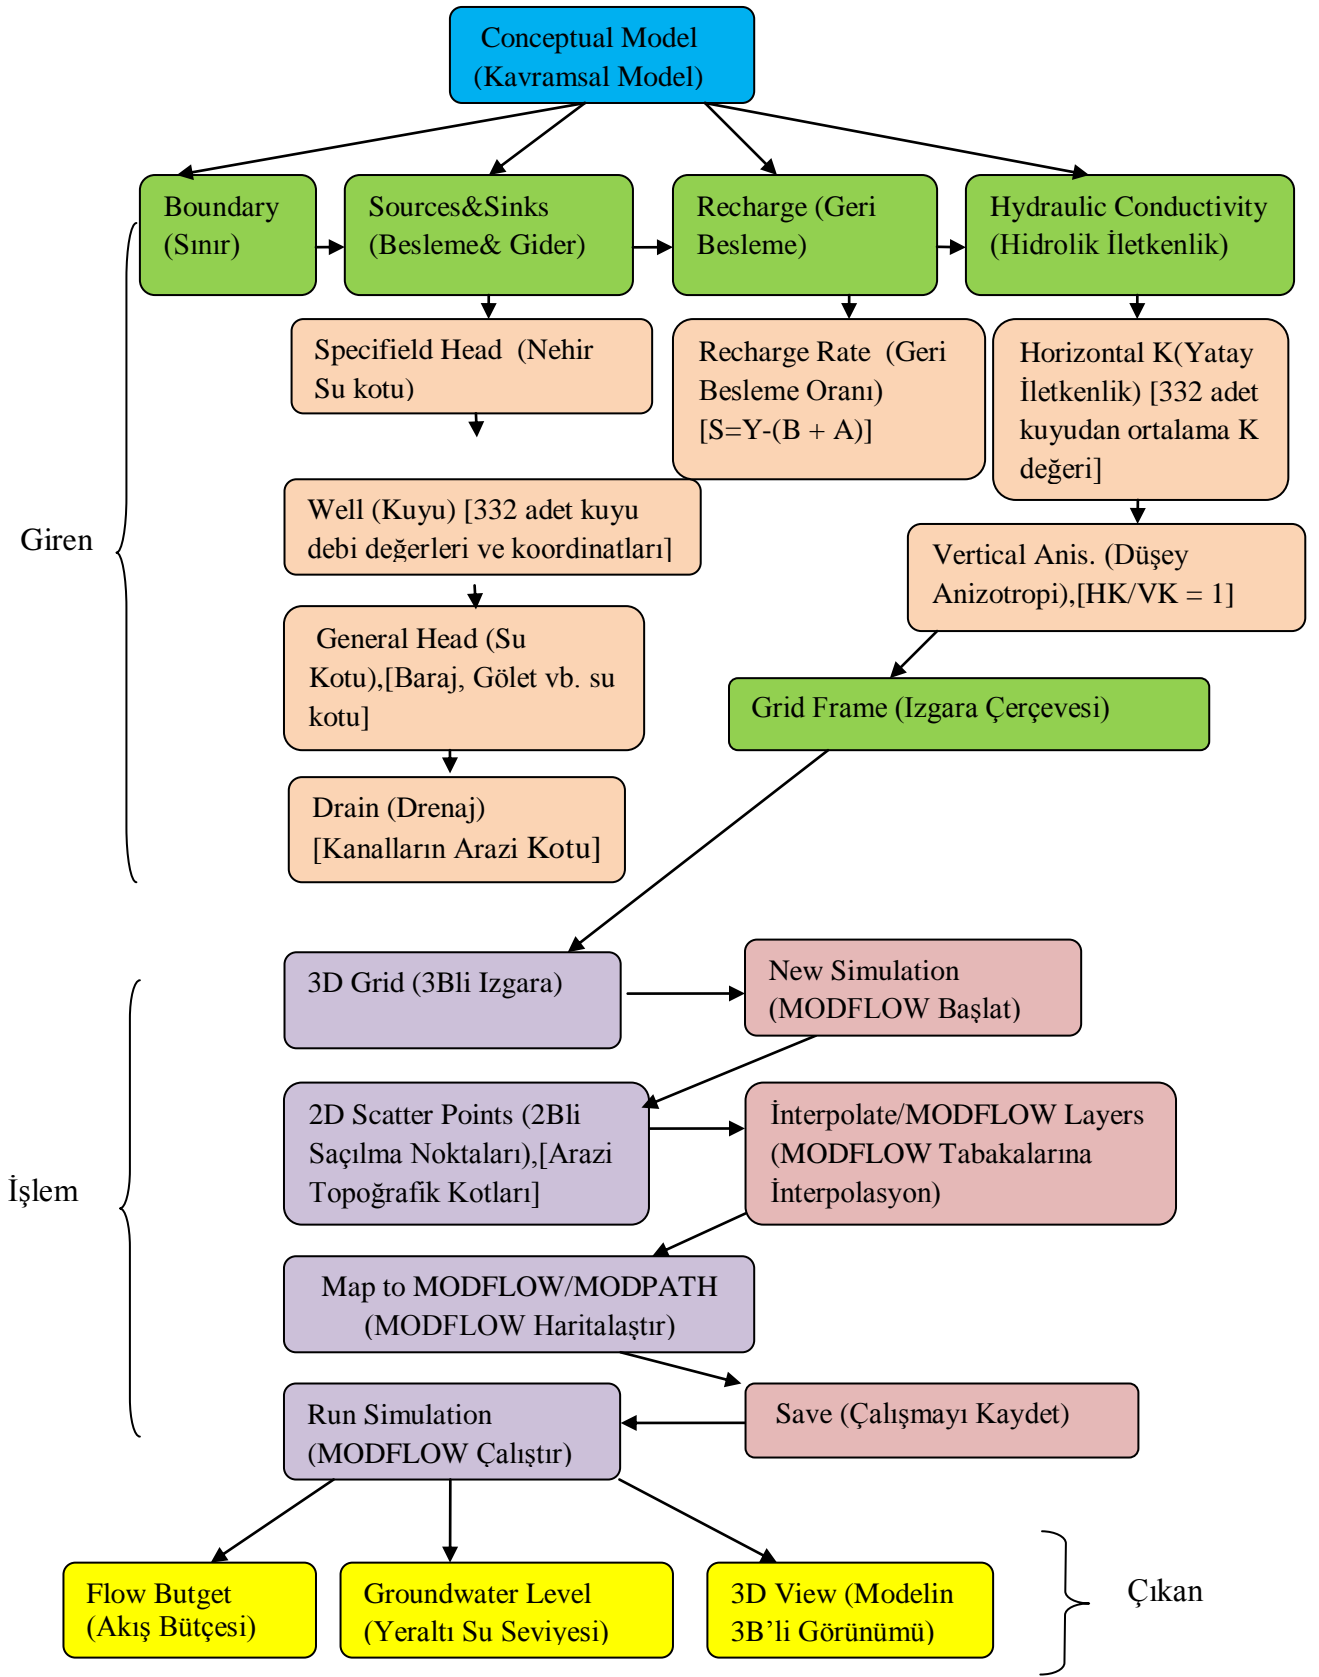 Conceptual Model
(Kavramsal Model)
Boundary
(Sınır)
Sources&Sinks
(Besleme& Gider)
Recharge (Geri
Besleme)
Hydraulic Conductivity
(Hidrolik İletkenlik)
Specifield Head (Nehir
Su kotu)
Recharge Rate (Geri
Besleme Oranı)
[S=Y-(B + A)]
Horizontal K(Yatay
İletkenlik) [332 adet
kuyudan ortalama K
değeri]
Well (Kuyu) [332 adet kuyu
debi değerleri ve koordinatları]
Giren
Vertical Anis. (Düşey
Anizotropi),[HK/VK = 1]
General Head (Su
Kotu),[Baraj, Gölet vb. su
kotu]
Grid Frame (Izgara Çerçevesi)
Drain (Drenaj)
[Kanalların Arazi Kotu]
3D Grid (3Bli Izgara)
New Simulation
(MODFLOW Başlat)
2D Scatter Points (2Bli
Saçılma Noktaları),[Arazi
Topoğrafik Kotları]
İnterpolate/MODFLOW Layers
(MODFLOW Tabakalarına
İnterpolasyon)
İşlem
Map to MODFLOW/MODPATH
(MODFLOW Haritalaştır)
Run Simulation
(MODFLOW Çalıştır)
Save (Çalışmayı Kaydet)
Flow Butget
(Akış Bütçesi)
Groundwater Level
(Yeraltı Su Seviyesi)
3D View (Modelin
3B’li Görünümü)
Çıkan